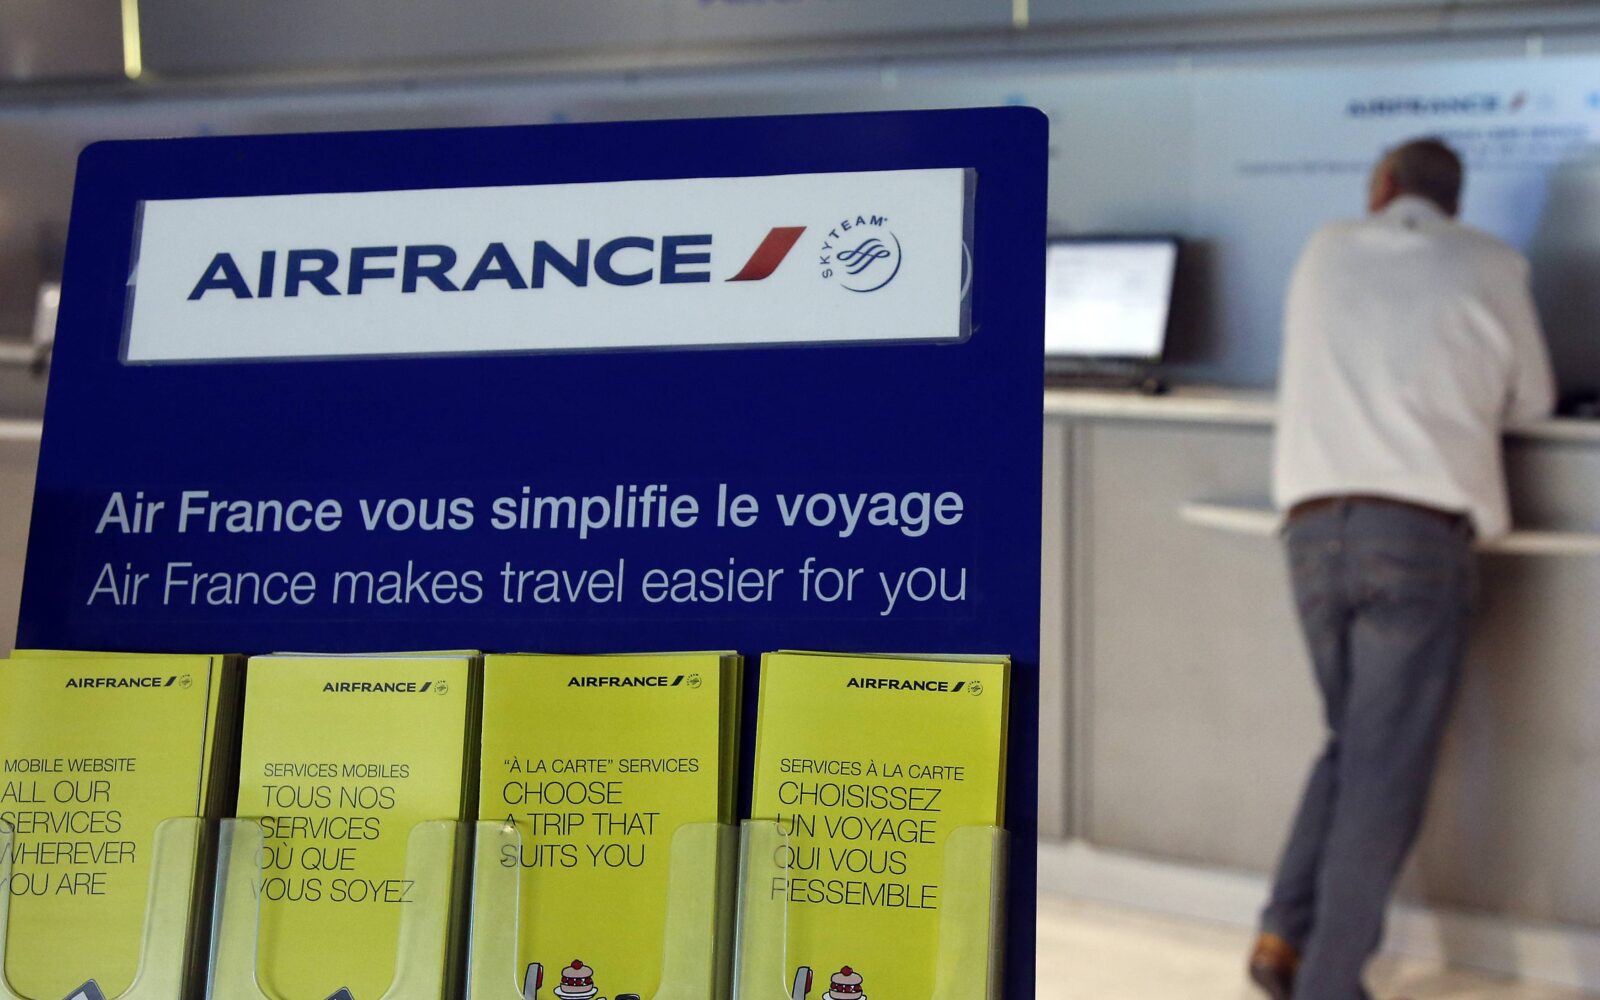 AIRFRANCE
SKYTEAM
Air France vous simplifie le voyage
Air France makes travel easier for you
AIRFRANCE
MOBILE WEBSITE
ALL OUR
SERVICES
WHEREVER
YOU ARE
AIRFRANCE
SERVICES MOBILES
TOUS NOS
SERVICES
OÙ QUE
VOUS SOYEZ
AIRFRANCE
“À LA CARTE” SERVICES
CHOOSE
A TRIP THAT
SUITS YOU
AIRFRANCE
SERVICES À LA CARTE
CHOISISSEZ
UN VOYAGE
QUI VOUS
RESSEMBLE
AIRFRANCE